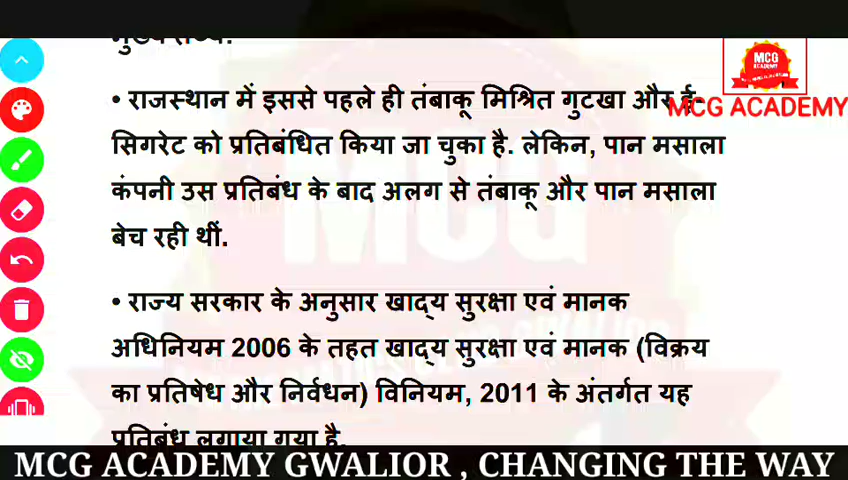 • राजस्थान में इससे पहले ही तंबाकू मिश्रित गुटखा और ई-
सिगरेट को प्रतिबंधित किया जा चुका है. लेकिन, पान मसाला
कंपनी उस प्रतिबंध के बाद अलग से तंबाकू और पान मसाला
बेच रही थीं.
• राज्य सरकार के अनुसार खाद्य सुरक्षा एवं मानक
अधिनियम 2006 के तहत खाद्य सुरक्षा एवं मानक (विक्रय
का प्रतिषेध और निर्वधन) विनियम, 2011 के अंतर्गत यह
प्रतिबंध लगाया गया है.
MCG
ACADEMY
MCG ACADEMY
MCG
MCG ACADEMY GWALIOR , CHANGING THE WAY